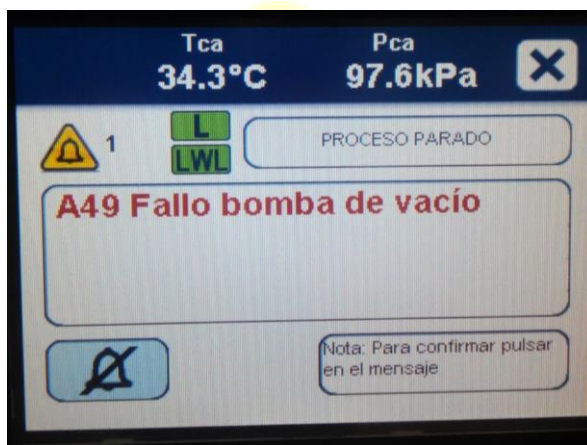 Tca
34.3°C
Pca
97.6kPa
1
L
LWL
PROCESO PARADO
A49 Fallo bomba de vacío
Nota: Para confirmar pulsar
en el mensaje